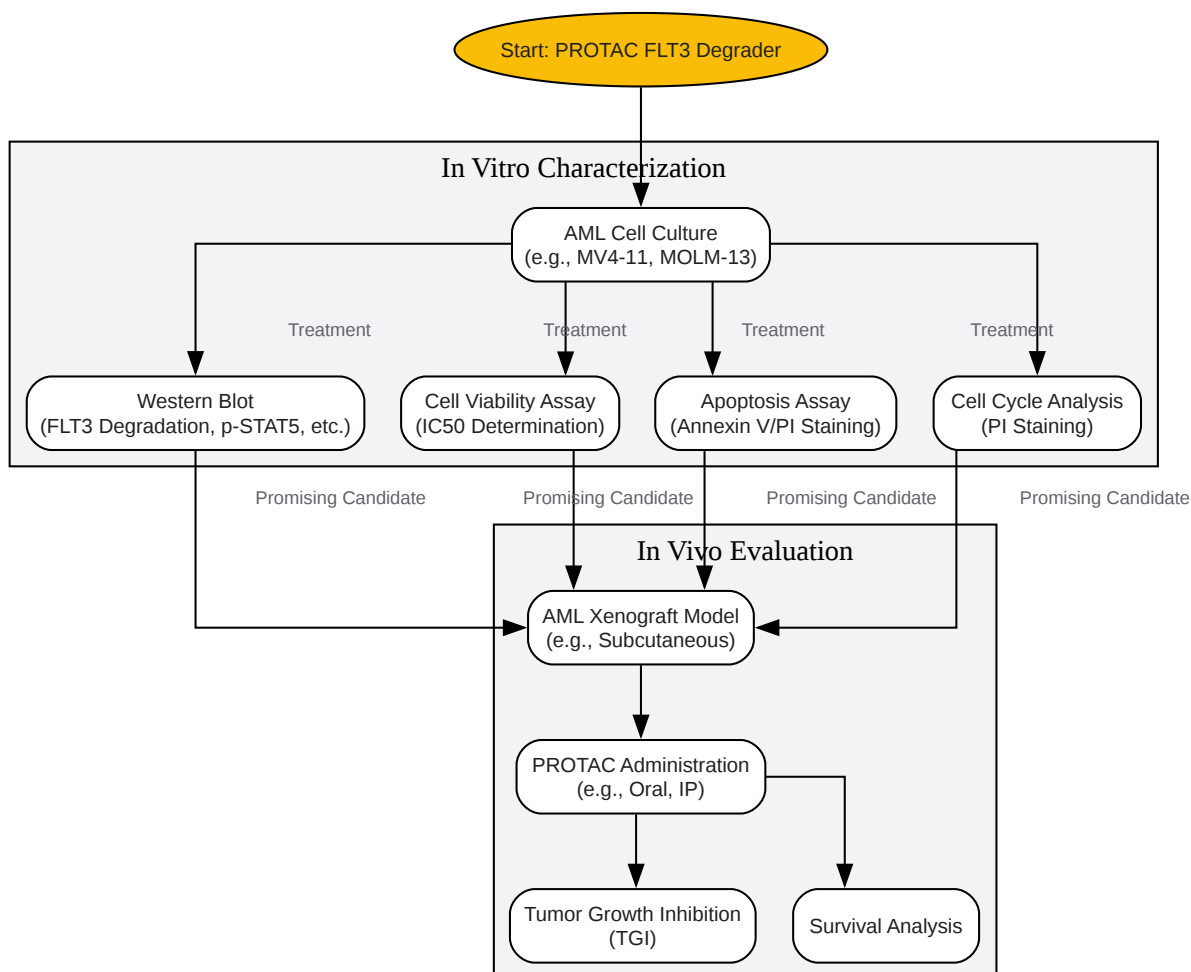 Start: PROTAC FLT3 Degrader
In Vitro Characterization
AML Cell Culture
(e.g., MV4-11, MOLM-13)
Treatment
Treatment
Treatment
Treatment
Western Blot
(FLT3 Degradation, p-STAT5, etc.)
Cell Viability Assay
(IC50 Determination)
Apoptosis Assay
(Annexin V/PI Staining)
Cell Cycle Analysis
(PI Staining)
Promising Candidate
Promising Candidate
Promising Candidate
Promising Candidate
In Vivo Evaluation
AML Xenograft Model
(e.g., Subcutaneous)
PROTAC Administration
(e.g., Oral, IP)
Tumor Growth Inhibition
(TGI)
Survival Analysis